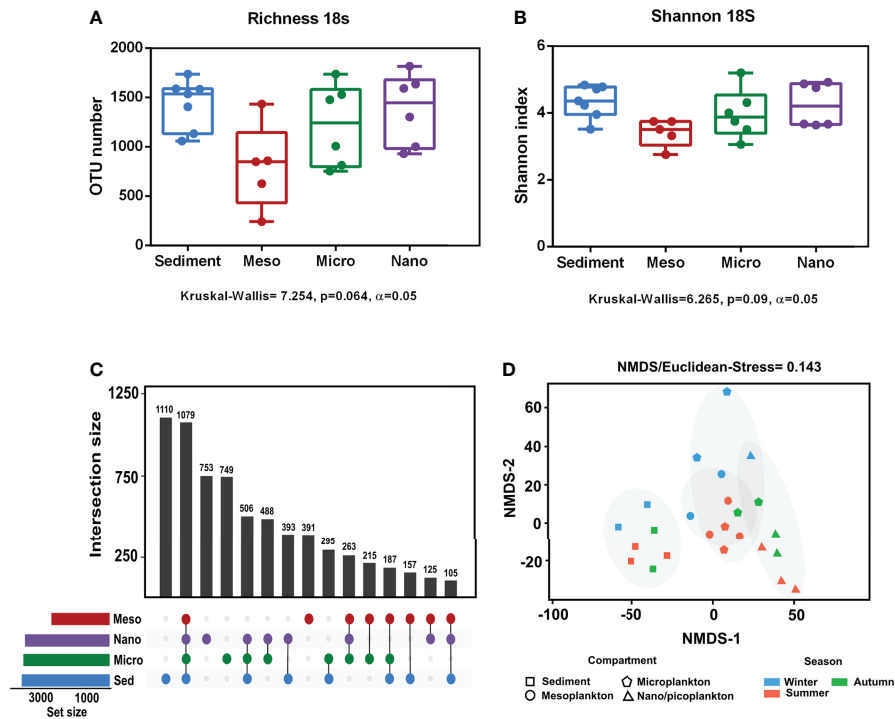 A
Richness 18s
OTU number
2000
1500
1000
500
0
Sediment Meso Micro Nano
Kruskal-Wallis= 7.254, p=0.064, α=0.05
B
Shannon 18S
Shannon index
6
4
2
0
Sediment Meso Micro Nano
Kruskal-Wallis=6.265, p=0.09, α=0.05
C
Intersection size
1250
750
250
1110 1079 753 749 506 488 393 391 295 263 215 187 157 125 105
Meso
Nano
Micro
Sed
3000 1000
Set size
D
NMDS/Euclidean-Stress= 0.143
NMDS-2
60
40
20
0
-20
-100 -50 0 50 100
NMDS-1
Compartment
Sediment
Mesoplankton
Microplankton
Nano/picoplankton
Season
Winter
Summer
Autumn